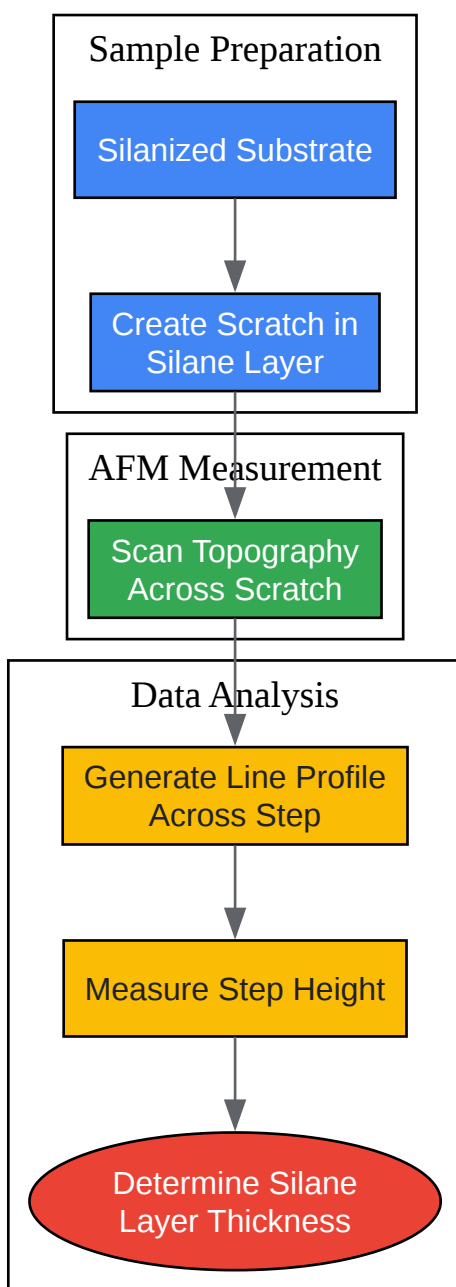 Sample Preparation
Silanized Substrate
Create Scratch in
Silane Layer
AFM Measurement
Scan Topography
Across Scratch
Data Analysis
Generate Line Profile
Across Step
Measure Step Height
Determine Silane
Layer Thickness